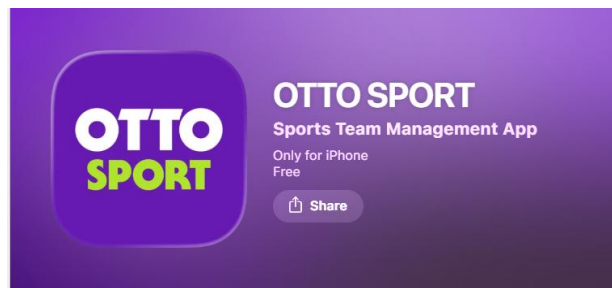 OTTO
SPORT
OTTO SPORT
Sports Team Management App
Only for iPhone
Free
Share